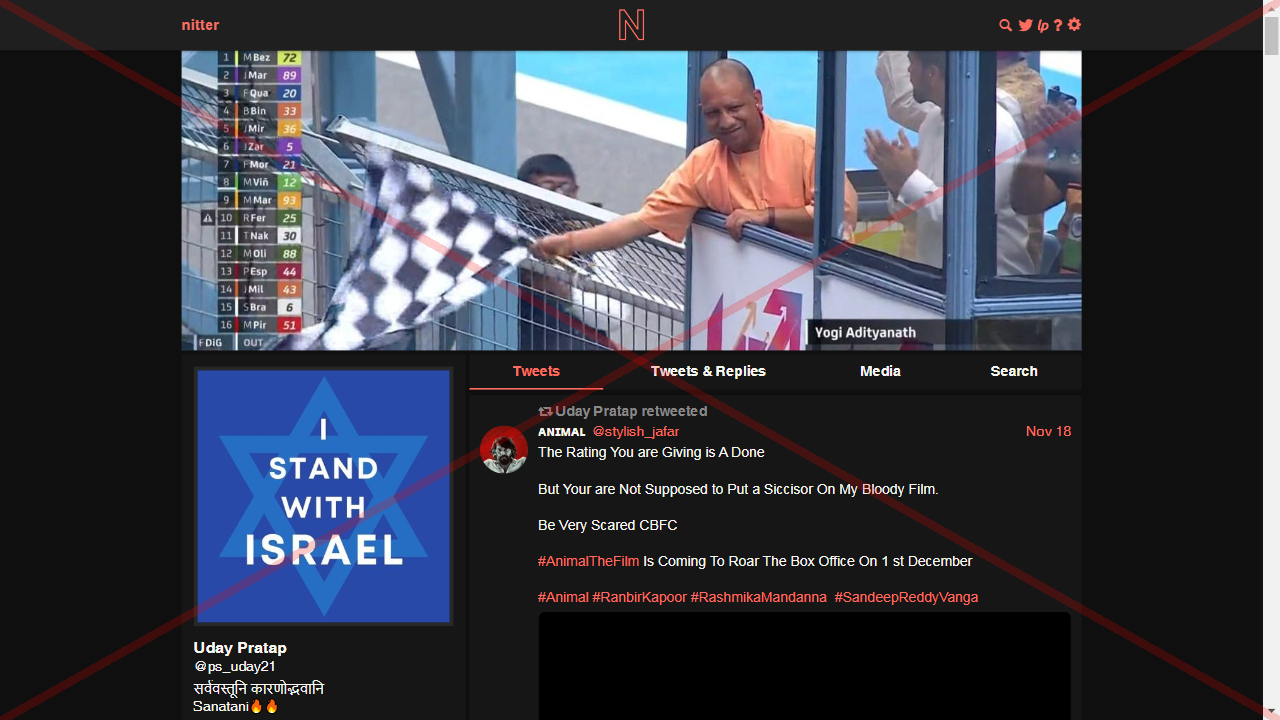 nitter
N
lp ?
1 M Bez 72
2 J Mar 89
3 F Qua 20
4 B Bin 33
5 J Mir 36
6 J Zar 5
7 F Mor 21
8 M Viñ 12
9 M Mar 93
10 R Fer 25
11 T Nak 30
12 M Oli 88
13 P Esp 44
14 J Mil 43
15 S Bra 6
16 M Pir 51
F DiG OUT
Yogi Adityanath
Tweets Tweets & Replies Media Search
I
STAND
WITH
ISRAEL
Uday Pratap
@ps_uday21
सर्ववस्तूनि कारणोद्भवानि
Sanatani🔥🔥
Uday Pratap retweeted
ANIMAL @stylish_jafar Nov 18
The Rating You are Giving is A Done
But Your are Not Supposed to Put a Siccisor On My Bloody Film.
Be Very Scared CBFC
#AnimalTheFilm Is Coming To Roar The Box Office On 1 st December
#Animal #RanbirKapoor #RashmikaMandanna #SandeepReddyVanga